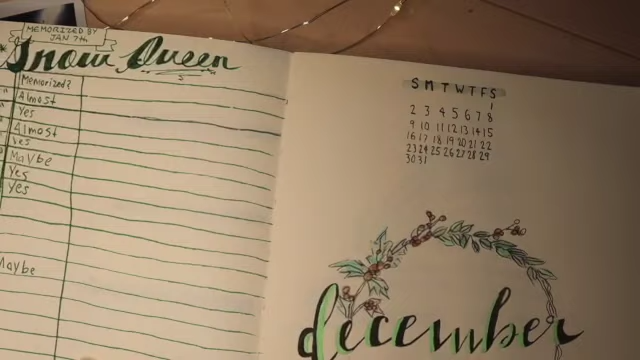 MEMORIZED BY
JAN 7th
Snow Queen
Memorized?
Almost
Yes
Almost
Yes
Maybe
Yes
Yes
Maybe
S M T W T F S
1
2 3 4 5 6 7 8
9 10 11 12 13 14 15
16 17 18 19 20 21 22
23 24 25 26 27 28 29
30 31
december